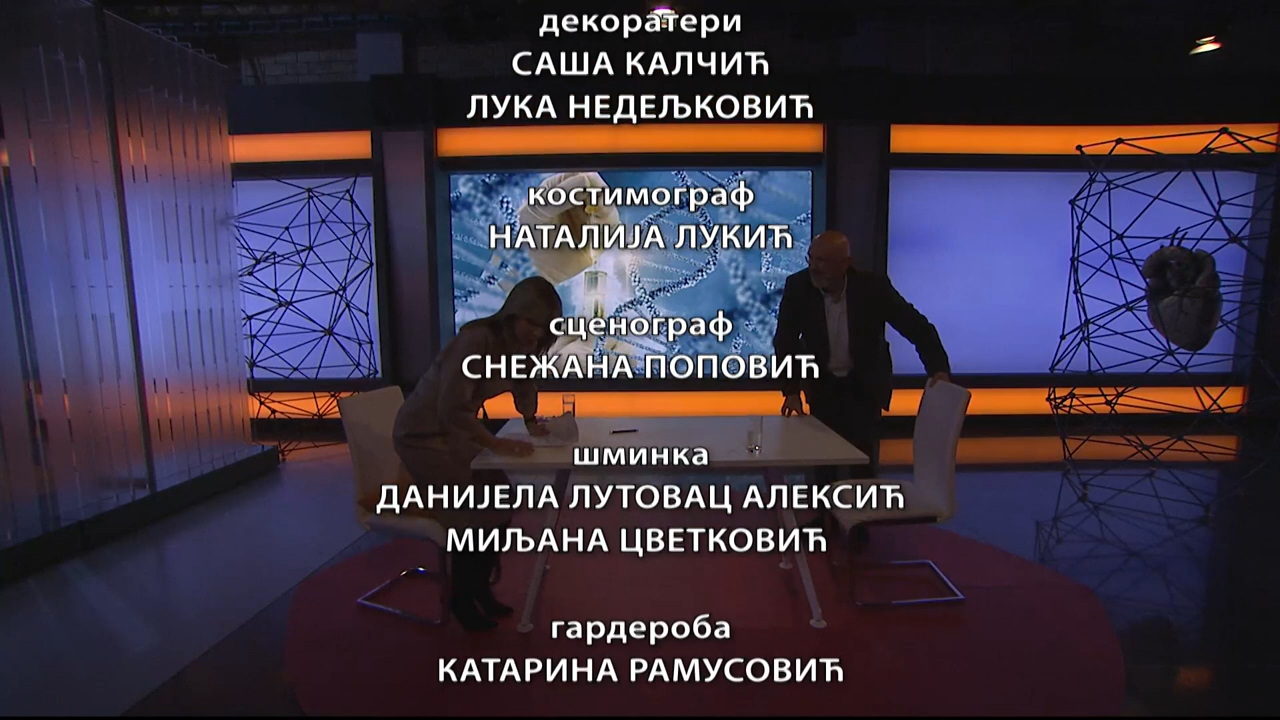 декоратери
САША КАЛЧИЋ
ЛУКА НЕДЕЉКОВИЋ
костимограф
НАТАЛИЈА ЛУКИЋ
сценограф
СНЕЖАНА ПОПОВИЋ
шминка
ДАНИЈЕЛА ЛУТОВАЦ АЛЕКСИЋ
МИЉАНА ЦВЕТКОВИЋ
гардероба
КАТАРИНА РАМУСОВИЋ